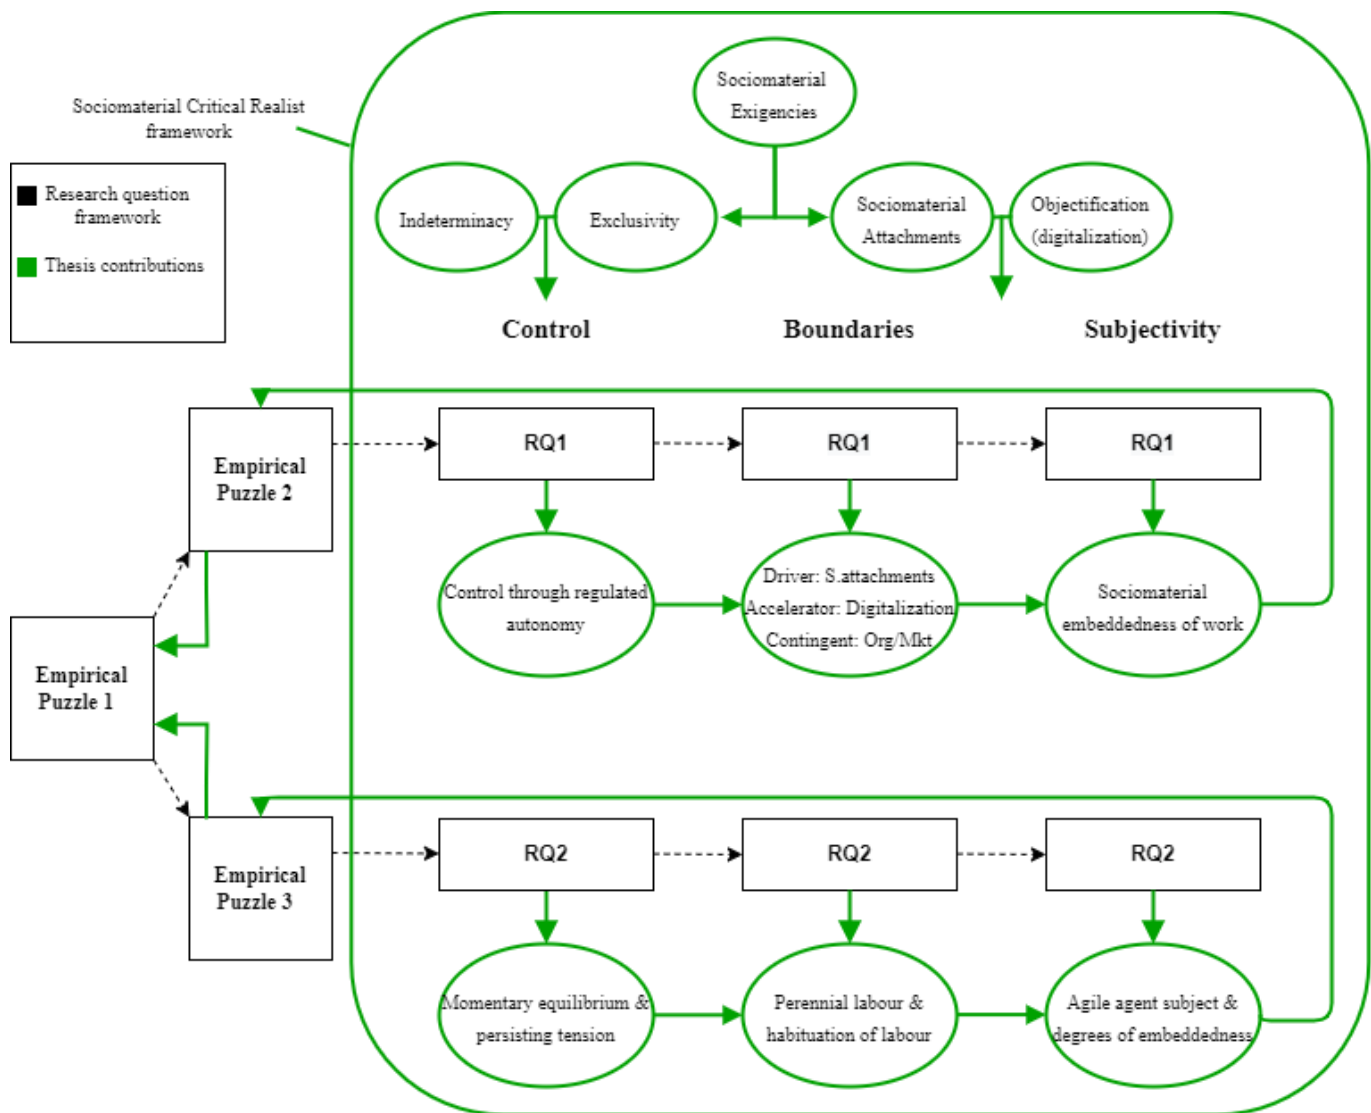 Sociomaterial
Exigencies
Sociomaterial Critical Realist
framework
Research question
framework
Thesis contributions
Indeterminacy
Exclusivity
Sociomaterial
Attachments
Objectification
(digitalization)
Control
Boundaries
Subjectivity
Empirical
Puzzle 2
RQ1
RQ1
RQ1
Control through regulated
autonomy
Driver: S.attachments
Accelerator: Digitalization
Contingent: Org/Mkt
Sociomaterial
embeddedness of work
Empirical
Puzzle 1
Empirical
Puzzle 3
RQ2
RQ2
RQ2
Momentary equilibrium &
persisting tension
Perennial labour &
habituation of labour
Agile agent subject &
degrees of embeddedness